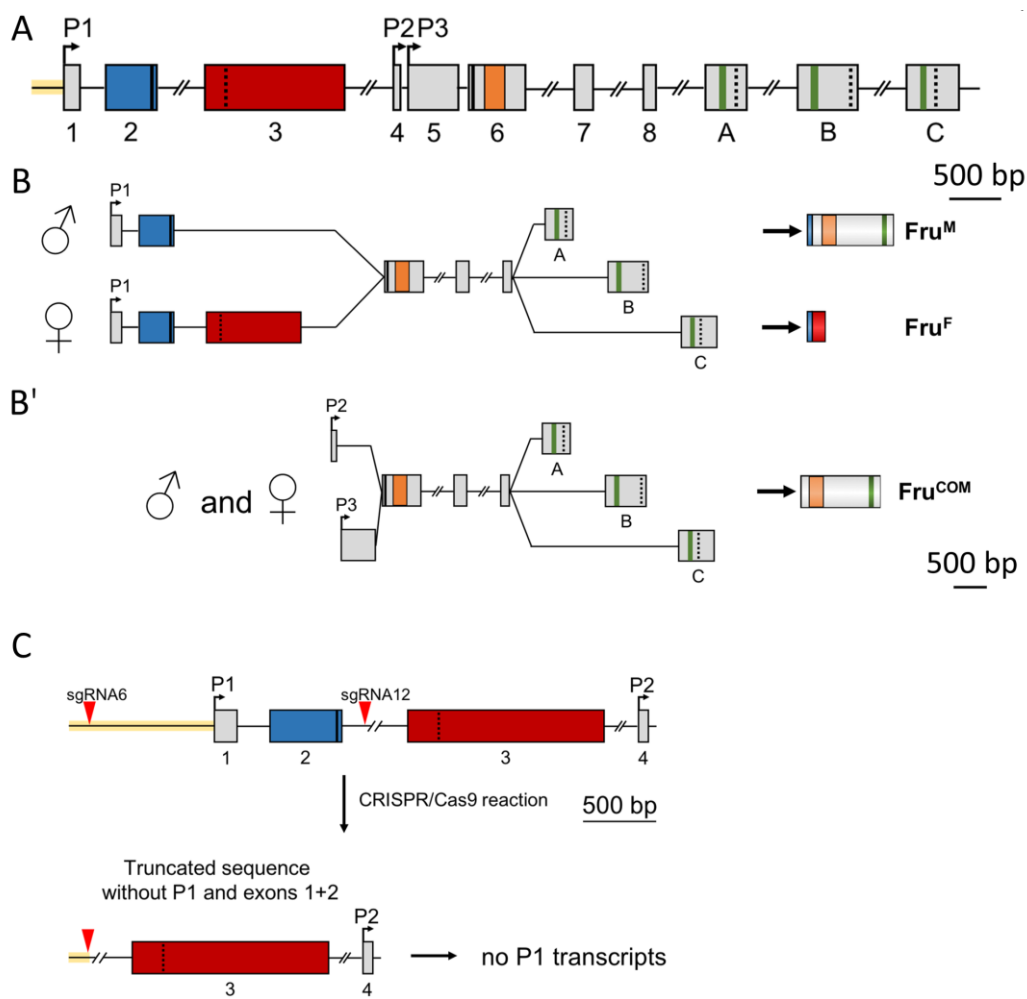 A
P1 P2 P3
1 2 3 4 5 6 7 8 A B C
B
500 bp
P1
A
B
C
Fru^M
P1
Fru^F
B'
P2
A
♂ and ♀
P3
B
C
Fru^COM
500 bp
C
sgRNA6 P1 sgRNA12 P2
1 2 3 4
CRISPR/Cas9 reaction
500 bp
Truncated sequence
without P1 and exons 1+2
P2
no P1 transcripts
3 4